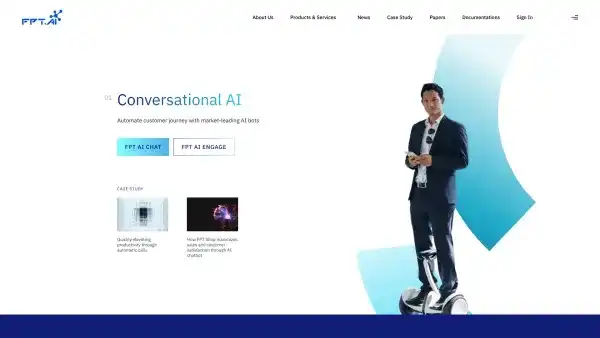 FPT.AI
About Us
Products & Services
News
Case Study
Papers
Documentations
Sign In
01
Conversational AI
Automate customer journey with market-leading AI bots
FPT AI CHAT
FPT AI ENGAGE
CASE STUDY
Quickly elevating
productivity through
automatic calls
How FPT Shop maximizes
sales and customer
satisfaction through AI
chatbot